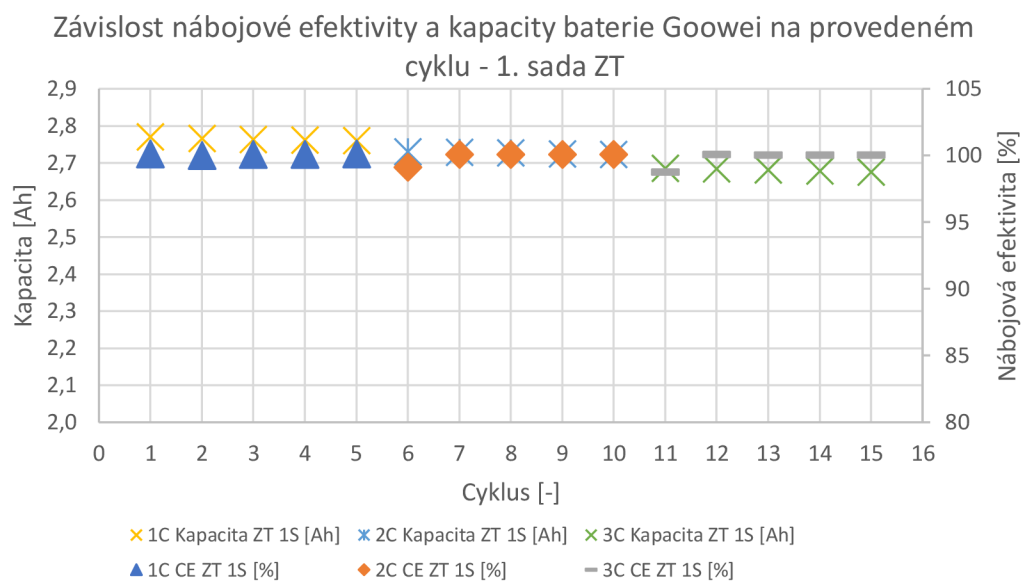 Závislost nábojové efektivity a kapacity baterie Goowei na provedeném
cyklu - 1. sada ZT
Kapacita [Ah]
2,9
2,8
2,7
2,6
2,5
2,4
2,3
2,2
2,1
2,0
105
100
95
90
85
80
Nábojová efektivita [%]
0 1 2 3 4 5 6 7 8 9 10 11 12 13 14 15 16
Cyklus [-]
1C Kapacita ZT 1S [Ah] 2C Kapacita ZT 1S [Ah] 3C Kapacita ZT 1S [Ah]
1C CE ZT 1S [%] 2C CE ZT 1S [%] 3C CE ZT 1S [%]